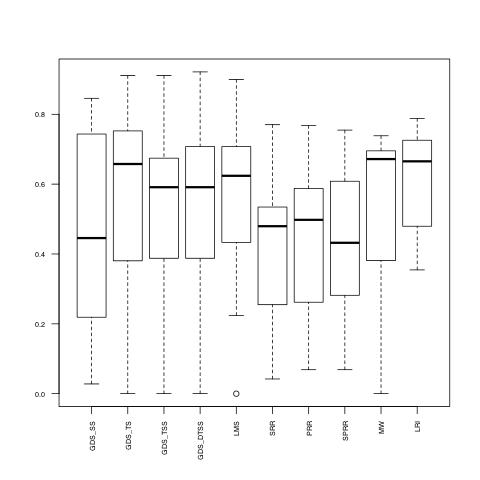 0.8
0.6
0.4
0.2
0.0
GDS_SS
GDS_TS
GDS_TSS
GDS_DTSS
LMS
SRR
PRR
SPRR
MW
LRI